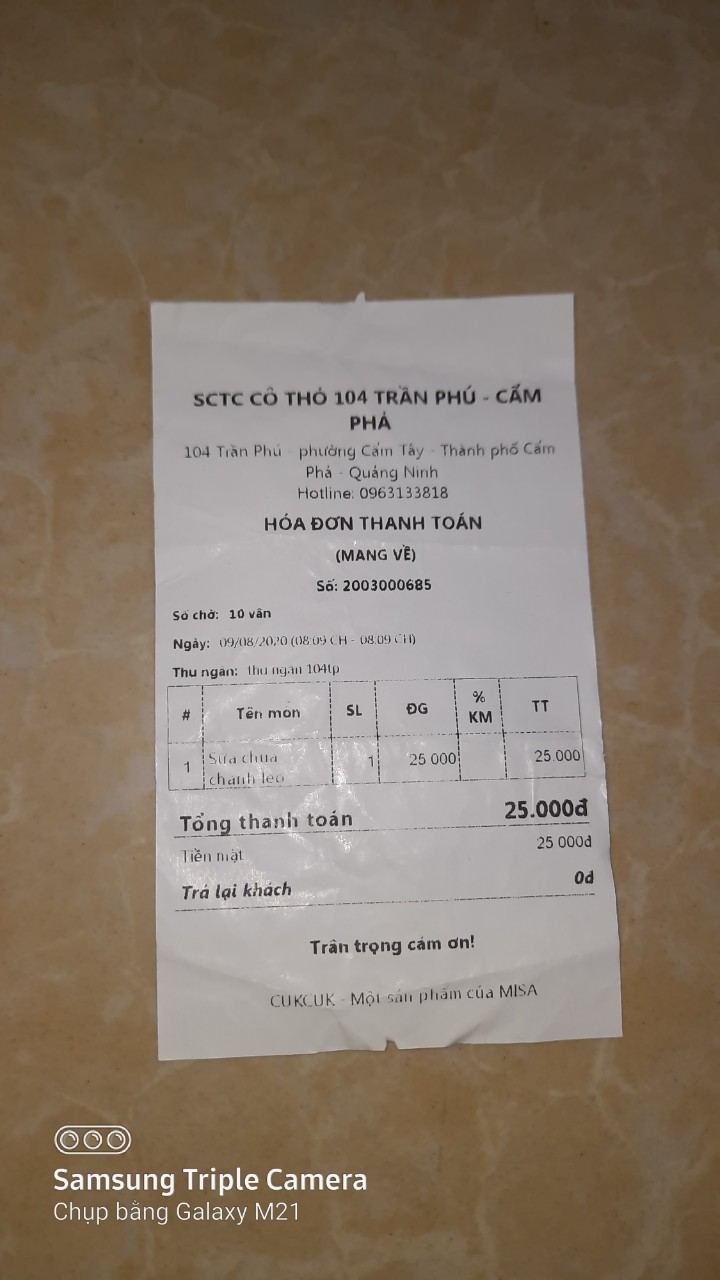 SCTC CÔ THỎ 104 TRẦN PHÚ - CẨM
PHẢ
104 Trần Phú - phường Cẩm Tây - Thành phố Cẩm
Phả - Quảng Ninh
Hotline: 0963133818
HÓA ĐƠN THANH TOÁN
(MANG VỀ)
Số: 2003000685
Số chờ: 10 vân
Ngày: 09/08/2020 (08:09 CH - 08:09 CH)
Thu ngân: thu ngân 104tp
# Tên món SL ĐG % KM TT
1 Sữa chua chanh leo 1 25.000 25.000
Tổng thanh toán 25.000đ
Tiền mặt 25.000đ
Trả lại khách 0đ
Trân trọng cảm ơn!
CUKCUK - Một sản phẩm của MISA
Samsung Triple Camera
Chụp bằng Galaxy M21